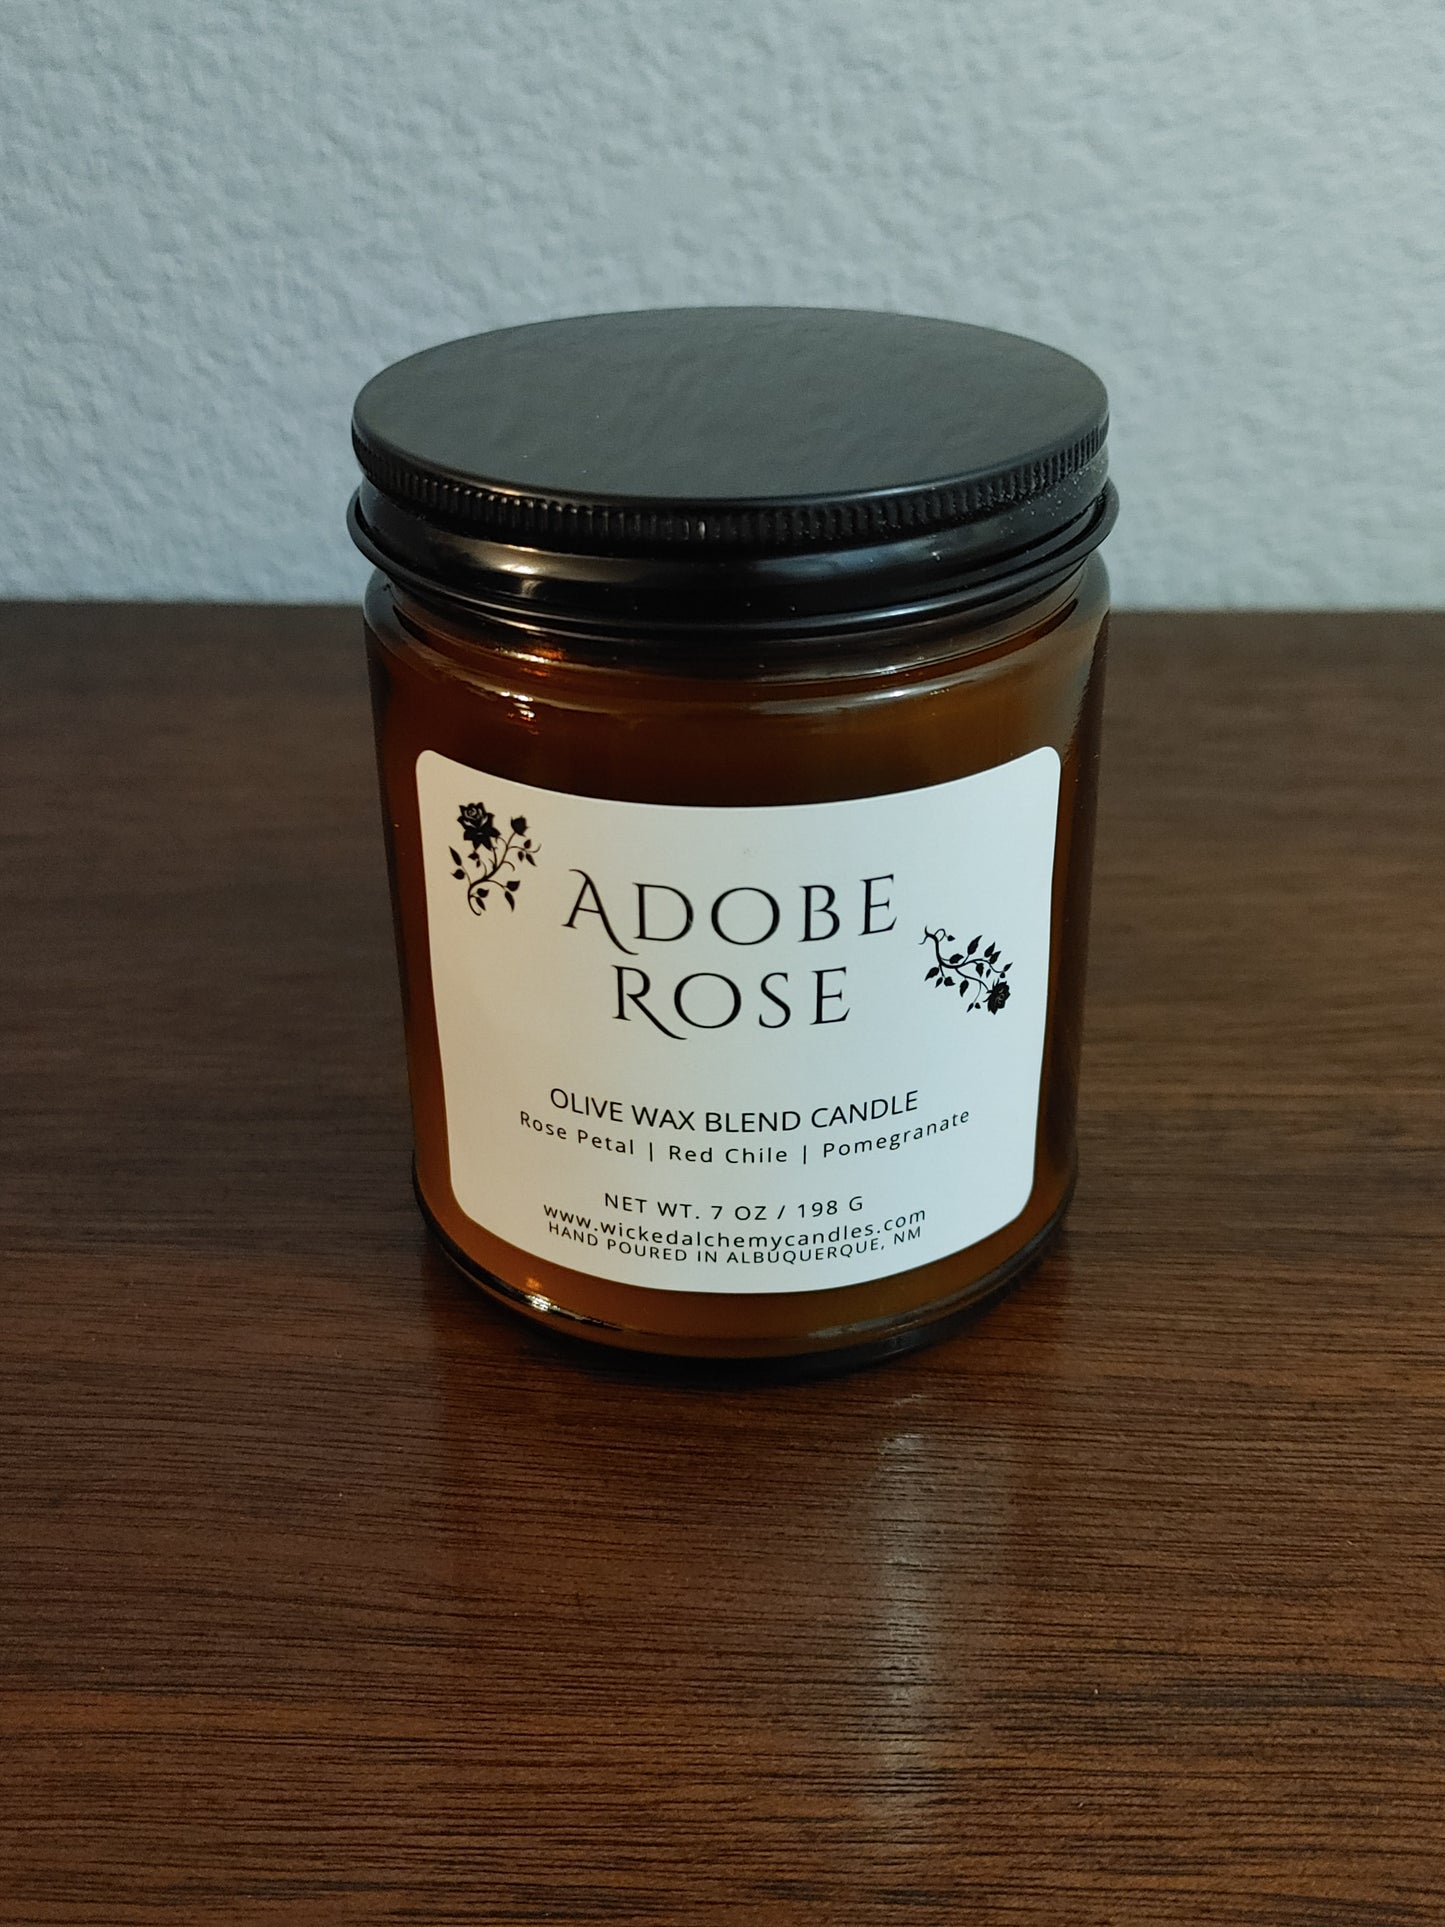 ADOBE
ROSE
OLIVE WAX BLEND CANDLE
Rose Petal | Red Chile | Pomegranate
NET WT. 7 OZ / 198 G
www.wickedalchemycandles.com
HAND POURED IN ALBUQUERQUE, NM